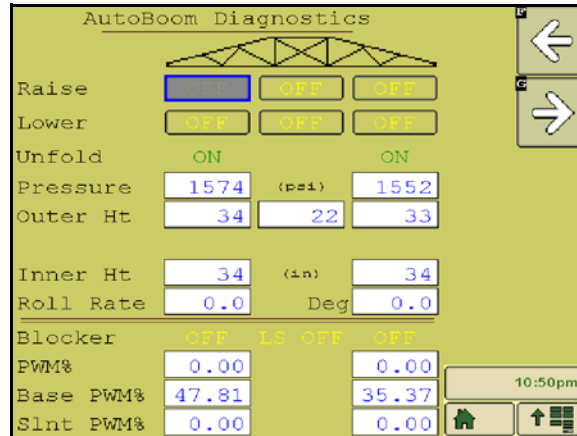 AutoBoom Diagnostics
F
G
Raise OFF OFF OFF
Lower OFF OFF OFF
Unfold ON ON
Pressure 1574 (psi) 1552
Outer Ht 34 22 33
Inner Ht 34 (in) 34
Roll Rate 0.0 Deg 0.0
Blocker OFF LS OFF OFF
PWM% 0.00 0.00
Base PWM% 47.81 35.37
10:50pm
Slnt PWM% 0.00 0.00